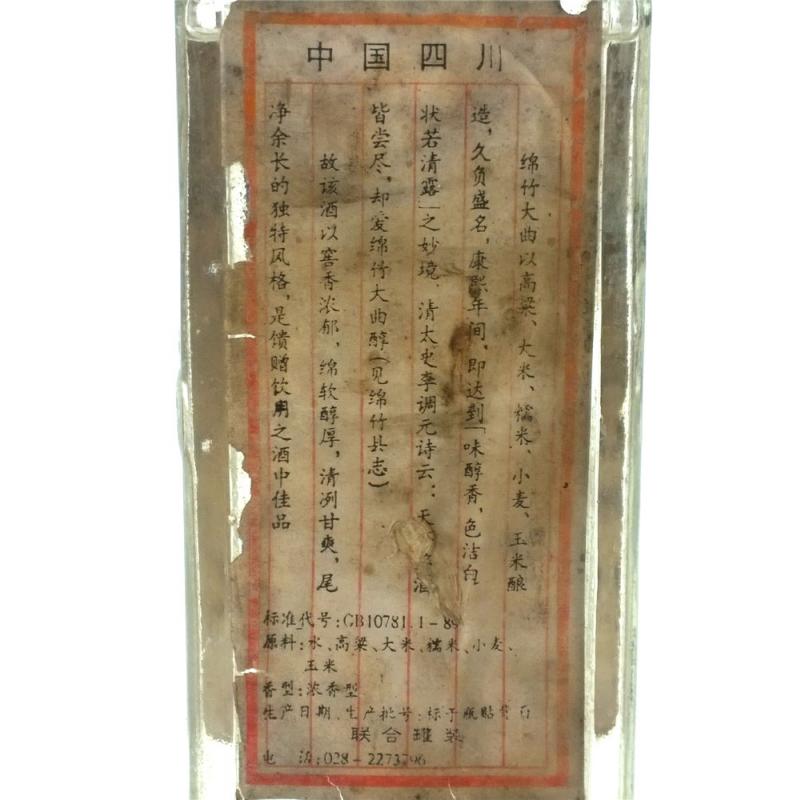 中国四川
绵竹大曲以高粱、大米、糯米、小麦、玉米酿
造，久负盛名，康熙年间，即达到「味醇香，色洁白
状若清露」之妙境、清太史李调元诗云：天
皆尝尽，却爱绵竹大曲醇（见绵竹县志）
故该酒以窖香浓郁，绵软醇厚，清冽甘爽，尾
净余长的独特风格，是馈赠饮用之酒中佳品
标准代号：GB10781.1-89
原料：水、高粱、大米、糯米、小麦、
玉米
香型：浓香型
生产日期、生产批号：标于瓶贴背面
联合罐装
电 话：028-2273796